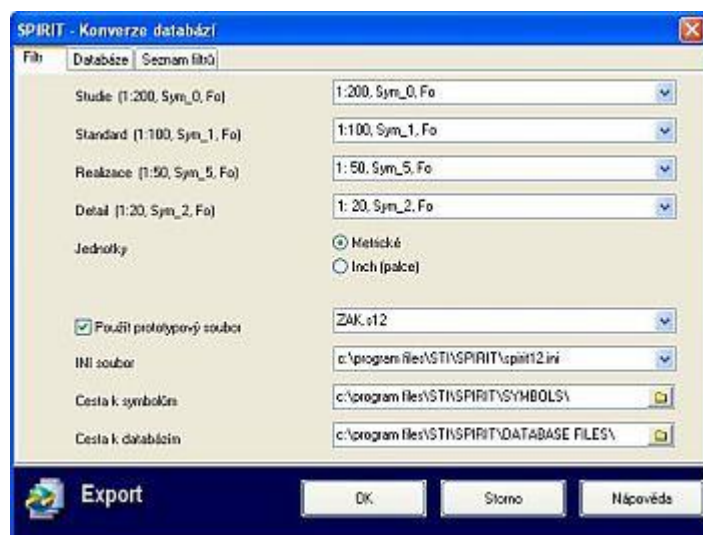 SPIRIT - Konverze databází
Filtr Databáze Seznam filtrů
Studie (1:200, Sym_0, Fo) 1:200, Sym_0, Fo
Standard (1:100, Sym_1, Fo) 1:100, Sym_1, Fo
Realizace (1:50, Sym_5, Fo) 1: 50, Sym_5, Fo
Detail (1:20, Sym_2, Fo) 1: 20, Sym_2, Fo
Jednotky Metrické
Inch (palce)
Použít prototypový soubor ZAK.s12
INI soubor c:\program files\STI\SPIRIT\spirit12.ini
Cesta k symbolům c:\program files\STI\SPIRIT\SYMBOLS\
Cesta k databázím c:\program files\STI\SPIRIT\DATABASE FILES\
Export OK Storno Nápověda